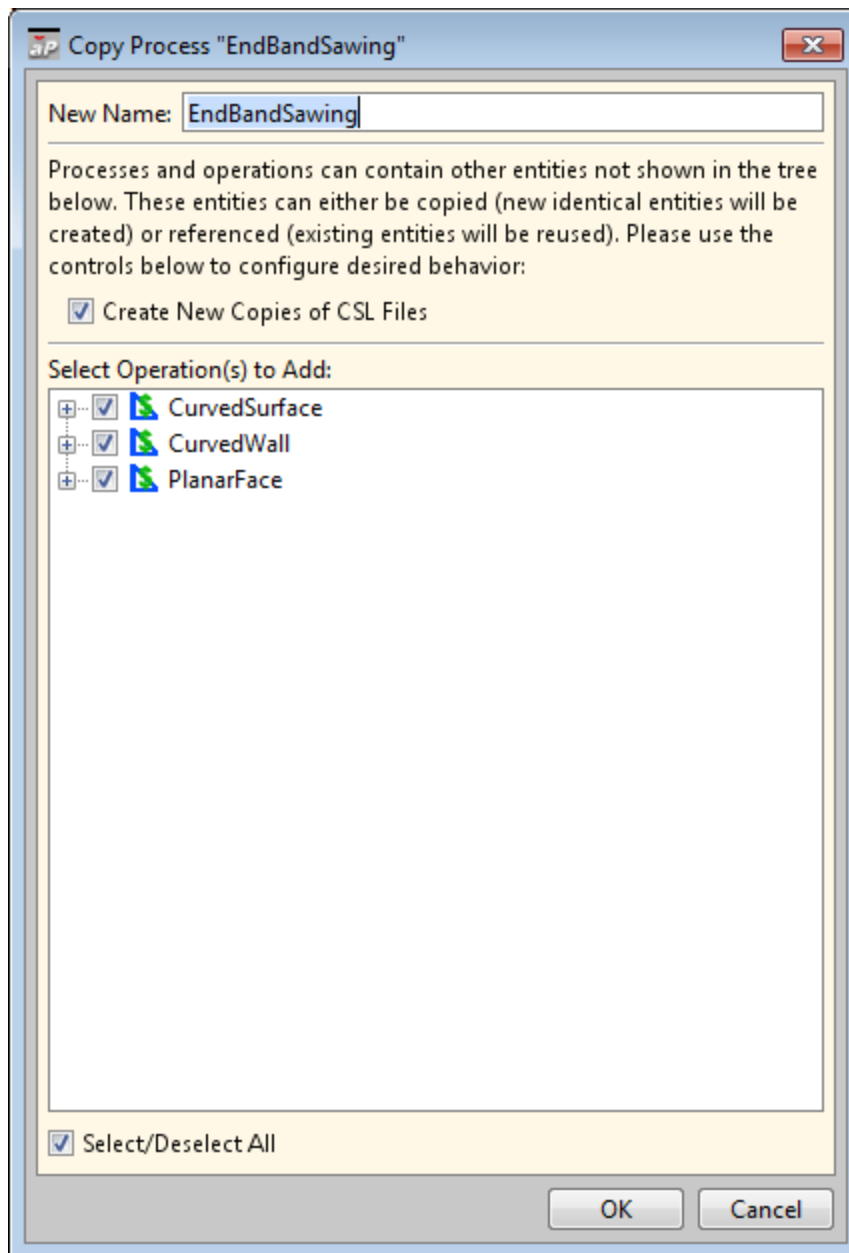 aP Copy Process "EndBandSawing"
New Name: EndBandSawing
Processes and operations can contain other entities not shown in the tree
below. These entities can either be copied (new identical entities will be
created) or referenced (existing entities will be reused). Please use the
controls below to configure desired behavior:
Create New Copies of CSL Files
Select Operation(s) to Add:
CurvedSurface
CurvedWall
PlanarFace
Select/Deselect All
OK Cancel